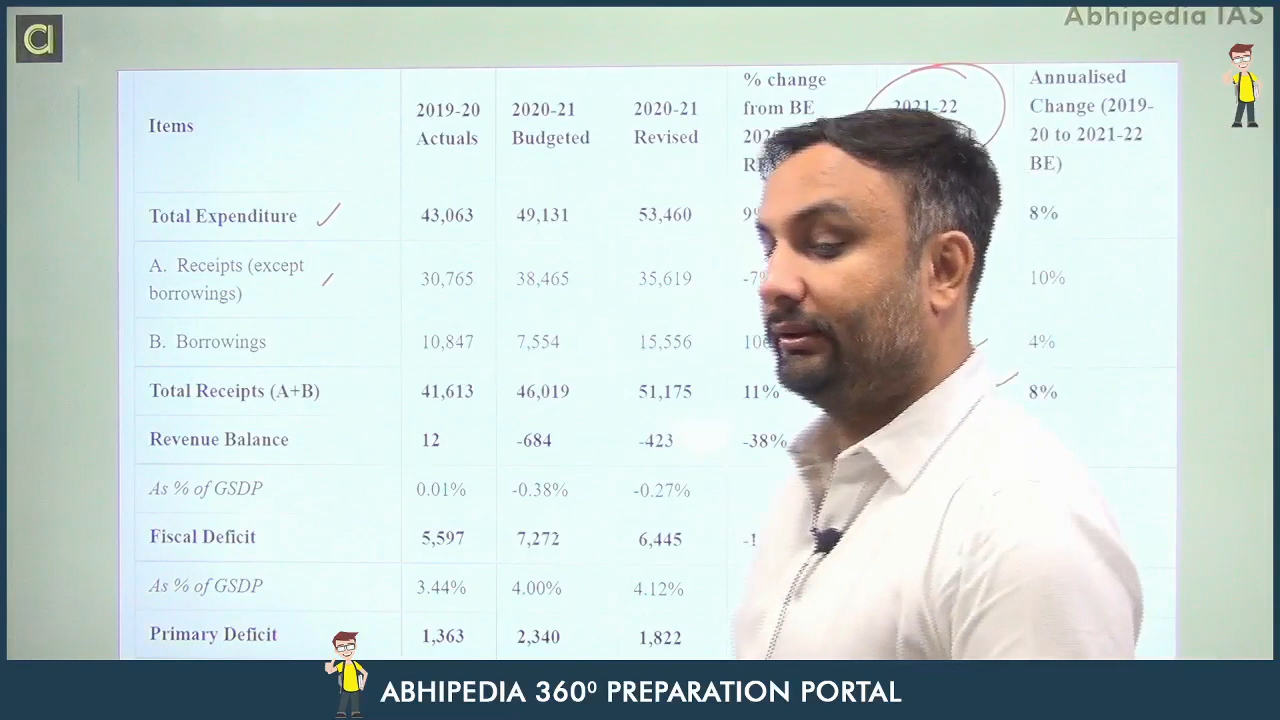 Abhipedia IAS
Items
2019-20 Actuals
2020-21 Budgeted
2020-21 Revised
% change from BE
2021-22
Annualised Change (2019-20 to 2021-22 BE)
Total Expenditure 43,063 49,131 53,460 8%
A. Receipts (except borrowings) 30,765 38,465 35,619 10%
B. Borrowings 10,847 7,554 15,556 4%
Total Receipts (A+B) 41,613 46,019 51,175 11% 8%
Revenue Balance 12 -684 -423 -38%
As % of GSDP 0.01% -0.38% -0.27%
Fiscal Deficit 5,597 7,272 6,445
As % of GSDP 3.44% 4.00% 4.12%
Primary Deficit 1,363 2,340 1,822
ABHIPEDIA 360⁰ PREPARATION PORTAL